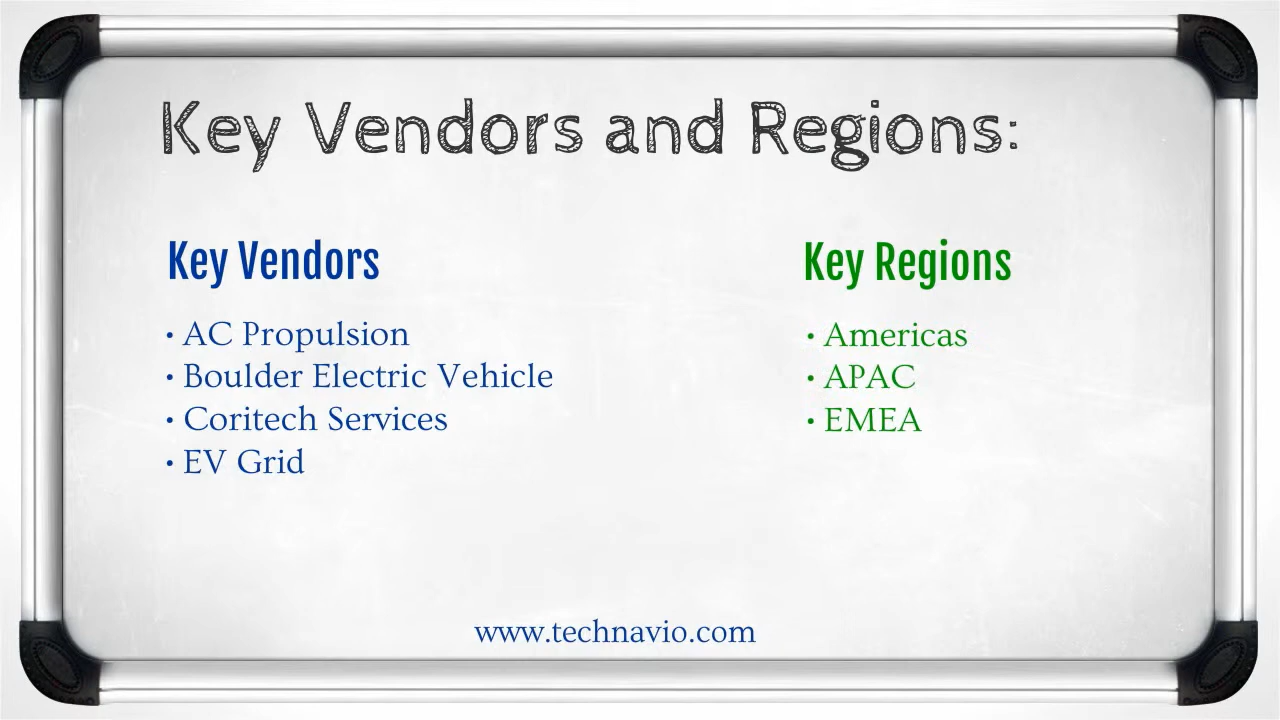 Key Vendors and Regions:
Key Vendors
• AC Propulsion
• Boulder Electric Vehicle
• Coritech Services
• EV Grid
Key Regions
• Americas
• APAC
• EMEA
www.technavio.com